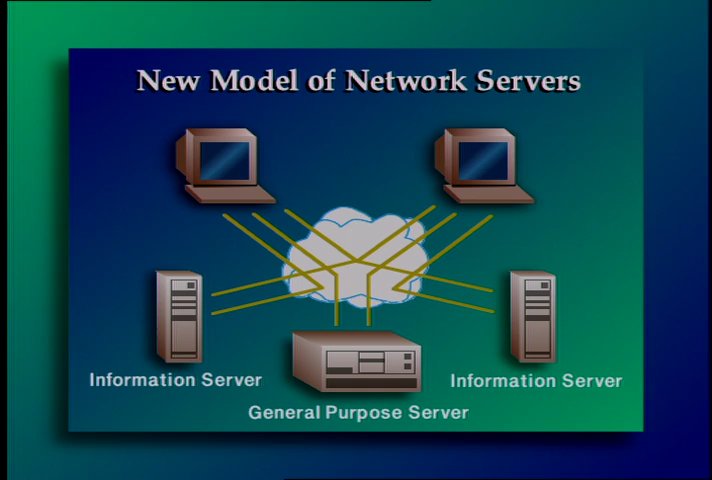 New Model of Network Servers
Information Server
Information Server
General Purpose Server